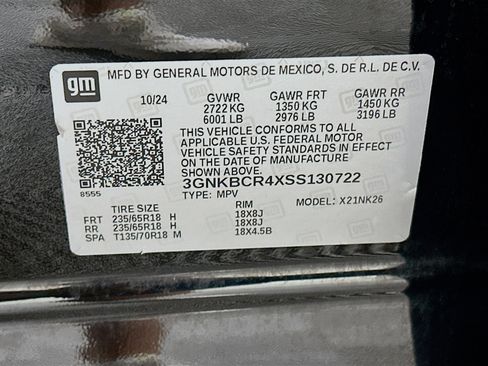 gm
MFD BY GENERAL MOTORS DE MEXICO, S. DE R.L. DE C.V.
10/24 GVWR GAWR FRT GAWR RR
2722 KG 1350 KG 1450 KG
6001 LB 2976 LB 3196 LB
THIS VEHICLE CONFORMS TO ALL
APPLICABLE U.S. FEDERAL MOTOR
VEHICLE SAFETY STANDARDS IN EFFECT
ON THE DATE OF MANUFACTURE
SHOWN ABOVE.
3GNKBCR4XSS130722
8555 TYPE: MPV MODEL: X21NK26
TIRE SIZE RIM
FRT 235/65R18 H 18X8J
RR 235/65R18 H 18X8J
SPA T135/70R18 M 18X4.5B